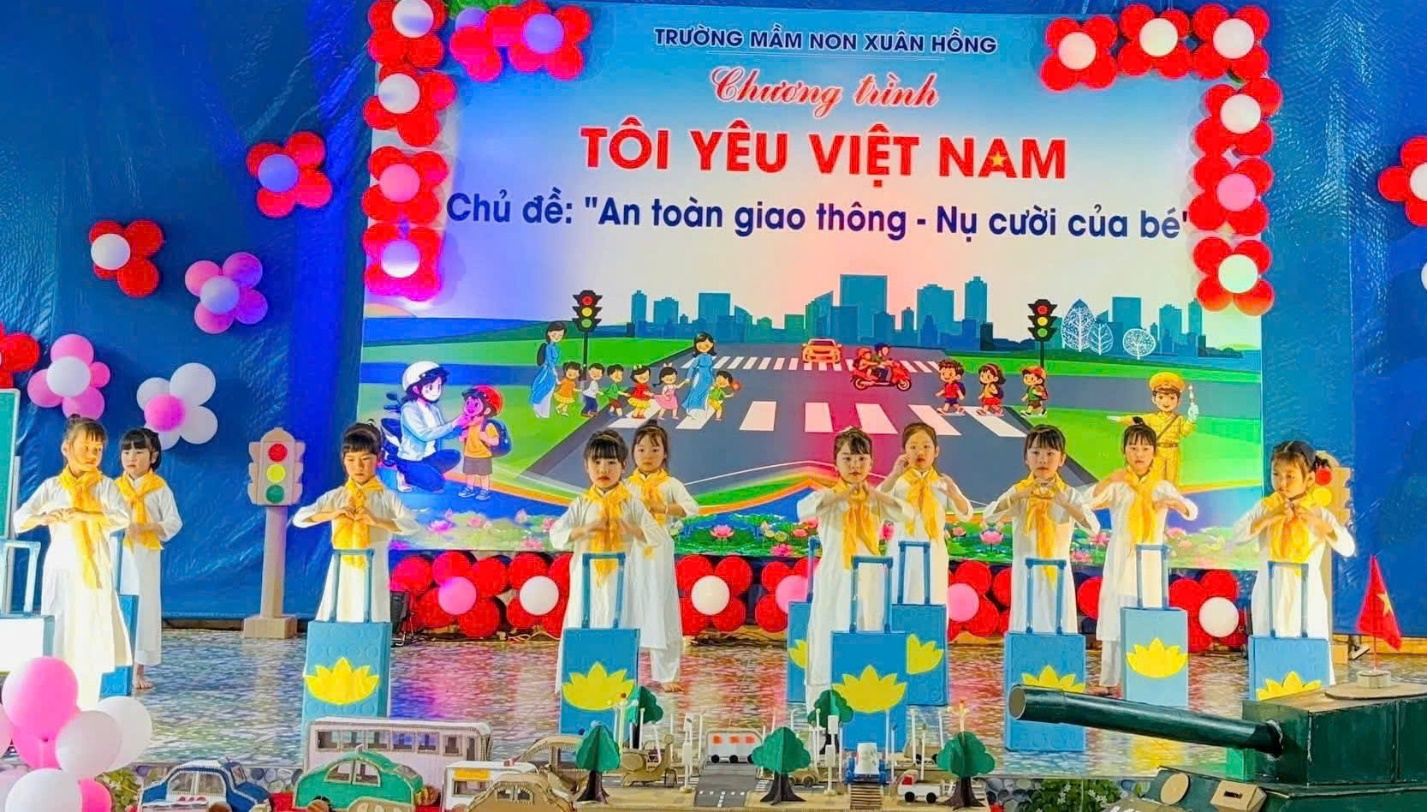 TRƯỜNG MẦM NON XUÂN HỒNG
Chương trình
TÔI YÊU VIỆT NAM
Chủ đề: "An toàn giao thông - Nụ cười của bé"